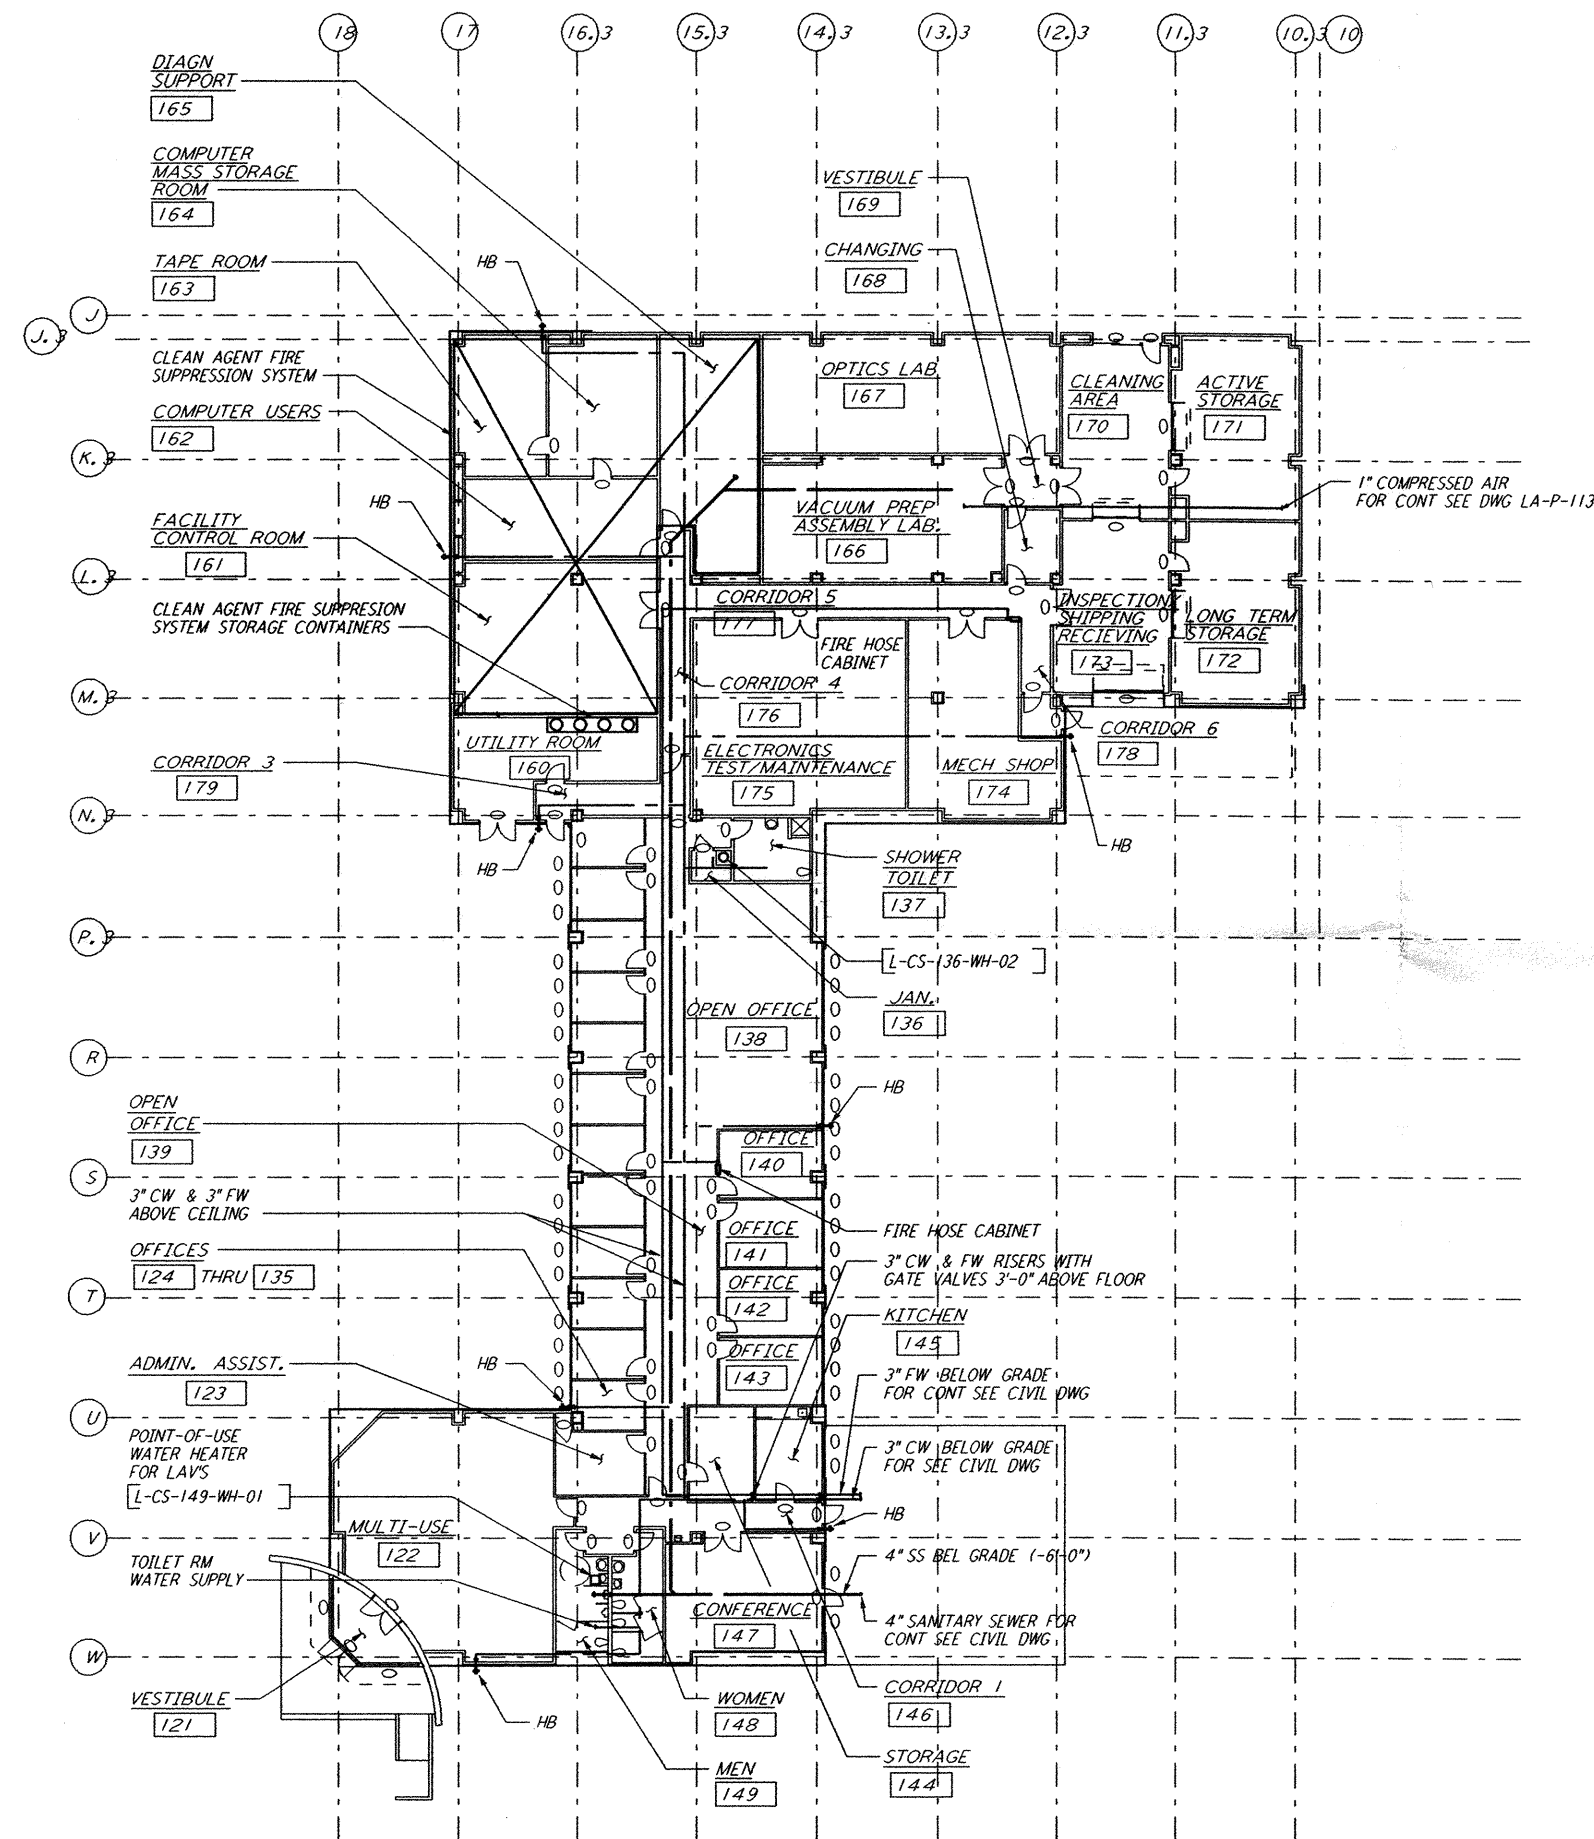 18 17 16.3 15.3 14.3 13.3 12.3 11.3 10.3 10
DIAGN
SUPPORT
165
COMPUTER
MASS STORAGE
ROOM
164
VESTIBULE
169
CHANGING
168
TAPE ROOM
163
HB
J
J.3
CLEAN AGENT FIRE
SUPPRESSION SYSTEM
COMPUTER USERS
162
OPTICS LAB
167
CLEANING
AREA
170
ACTIVE
STORAGE
171
K.3
HB
1" COMPRESSED AIR
FOR CONT SEE DWG LA-P-113
FACILITY
CONTROL ROOM
161
VACUUM PREP
ASSEMBLY LAB.
166
L.3
CLEAN AGENT FIRE SUPPRESION
SYSTEM STORAGE CONTAINERS
CORRIDOR 5
177
INSPECTION
SHIPPING
RECIEVING
173
LONG TERM
STORAGE
172
FIRE HOSE
CABINET
M.3
CORRIDOR 4
176
CORRIDOR 6
178
UTILITY ROOM
160
CORRIDOR 3
179
ELECTRONICS
TEST/MAINTENANCE
175
MECH SHOP
174
N.3
HB
HB
SHOWER
TOILET
137
P.3
L-CS-136-WH-02
JAN.
136
OPEN OFFICE
138
R
HB
OPEN
OFFICE
139
OFFICE
140
S
3" CW & 3" FW
ABOVE CEILING
FIRE HOSE CABINET
OFFICE
141
OFFICES
124 THRU 135
3" CW & FW RISERS WITH
GATE VALVES 3'-0" ABOVE FLOOR
T
OFFICE
142
KITCHEN
145
ADMIN. ASSIST.
123
HB
OFFICE
143
3" FW BELOW GRADE
FOR CONT SEE CIVIL DWG
U
POINT-OF-USE
WATER HEATER
FOR LAV'S
L-CS-149-WH-01
3" CW BELOW GRADE
FOR SEE CIVIL DWG
HB
V
MULTI-USE
122
TOILET RM
WATER SUPPLY
4" SS BEL GRADE (-6'-0")
CONFERENCE
147
4" SANITARY SEWER FOR
CONT SEE CIVIL DWG
W
VESTIBULE
121
HB
WOMEN
148
CORRIDOR 1
146
MEN
149
STORAGE
144